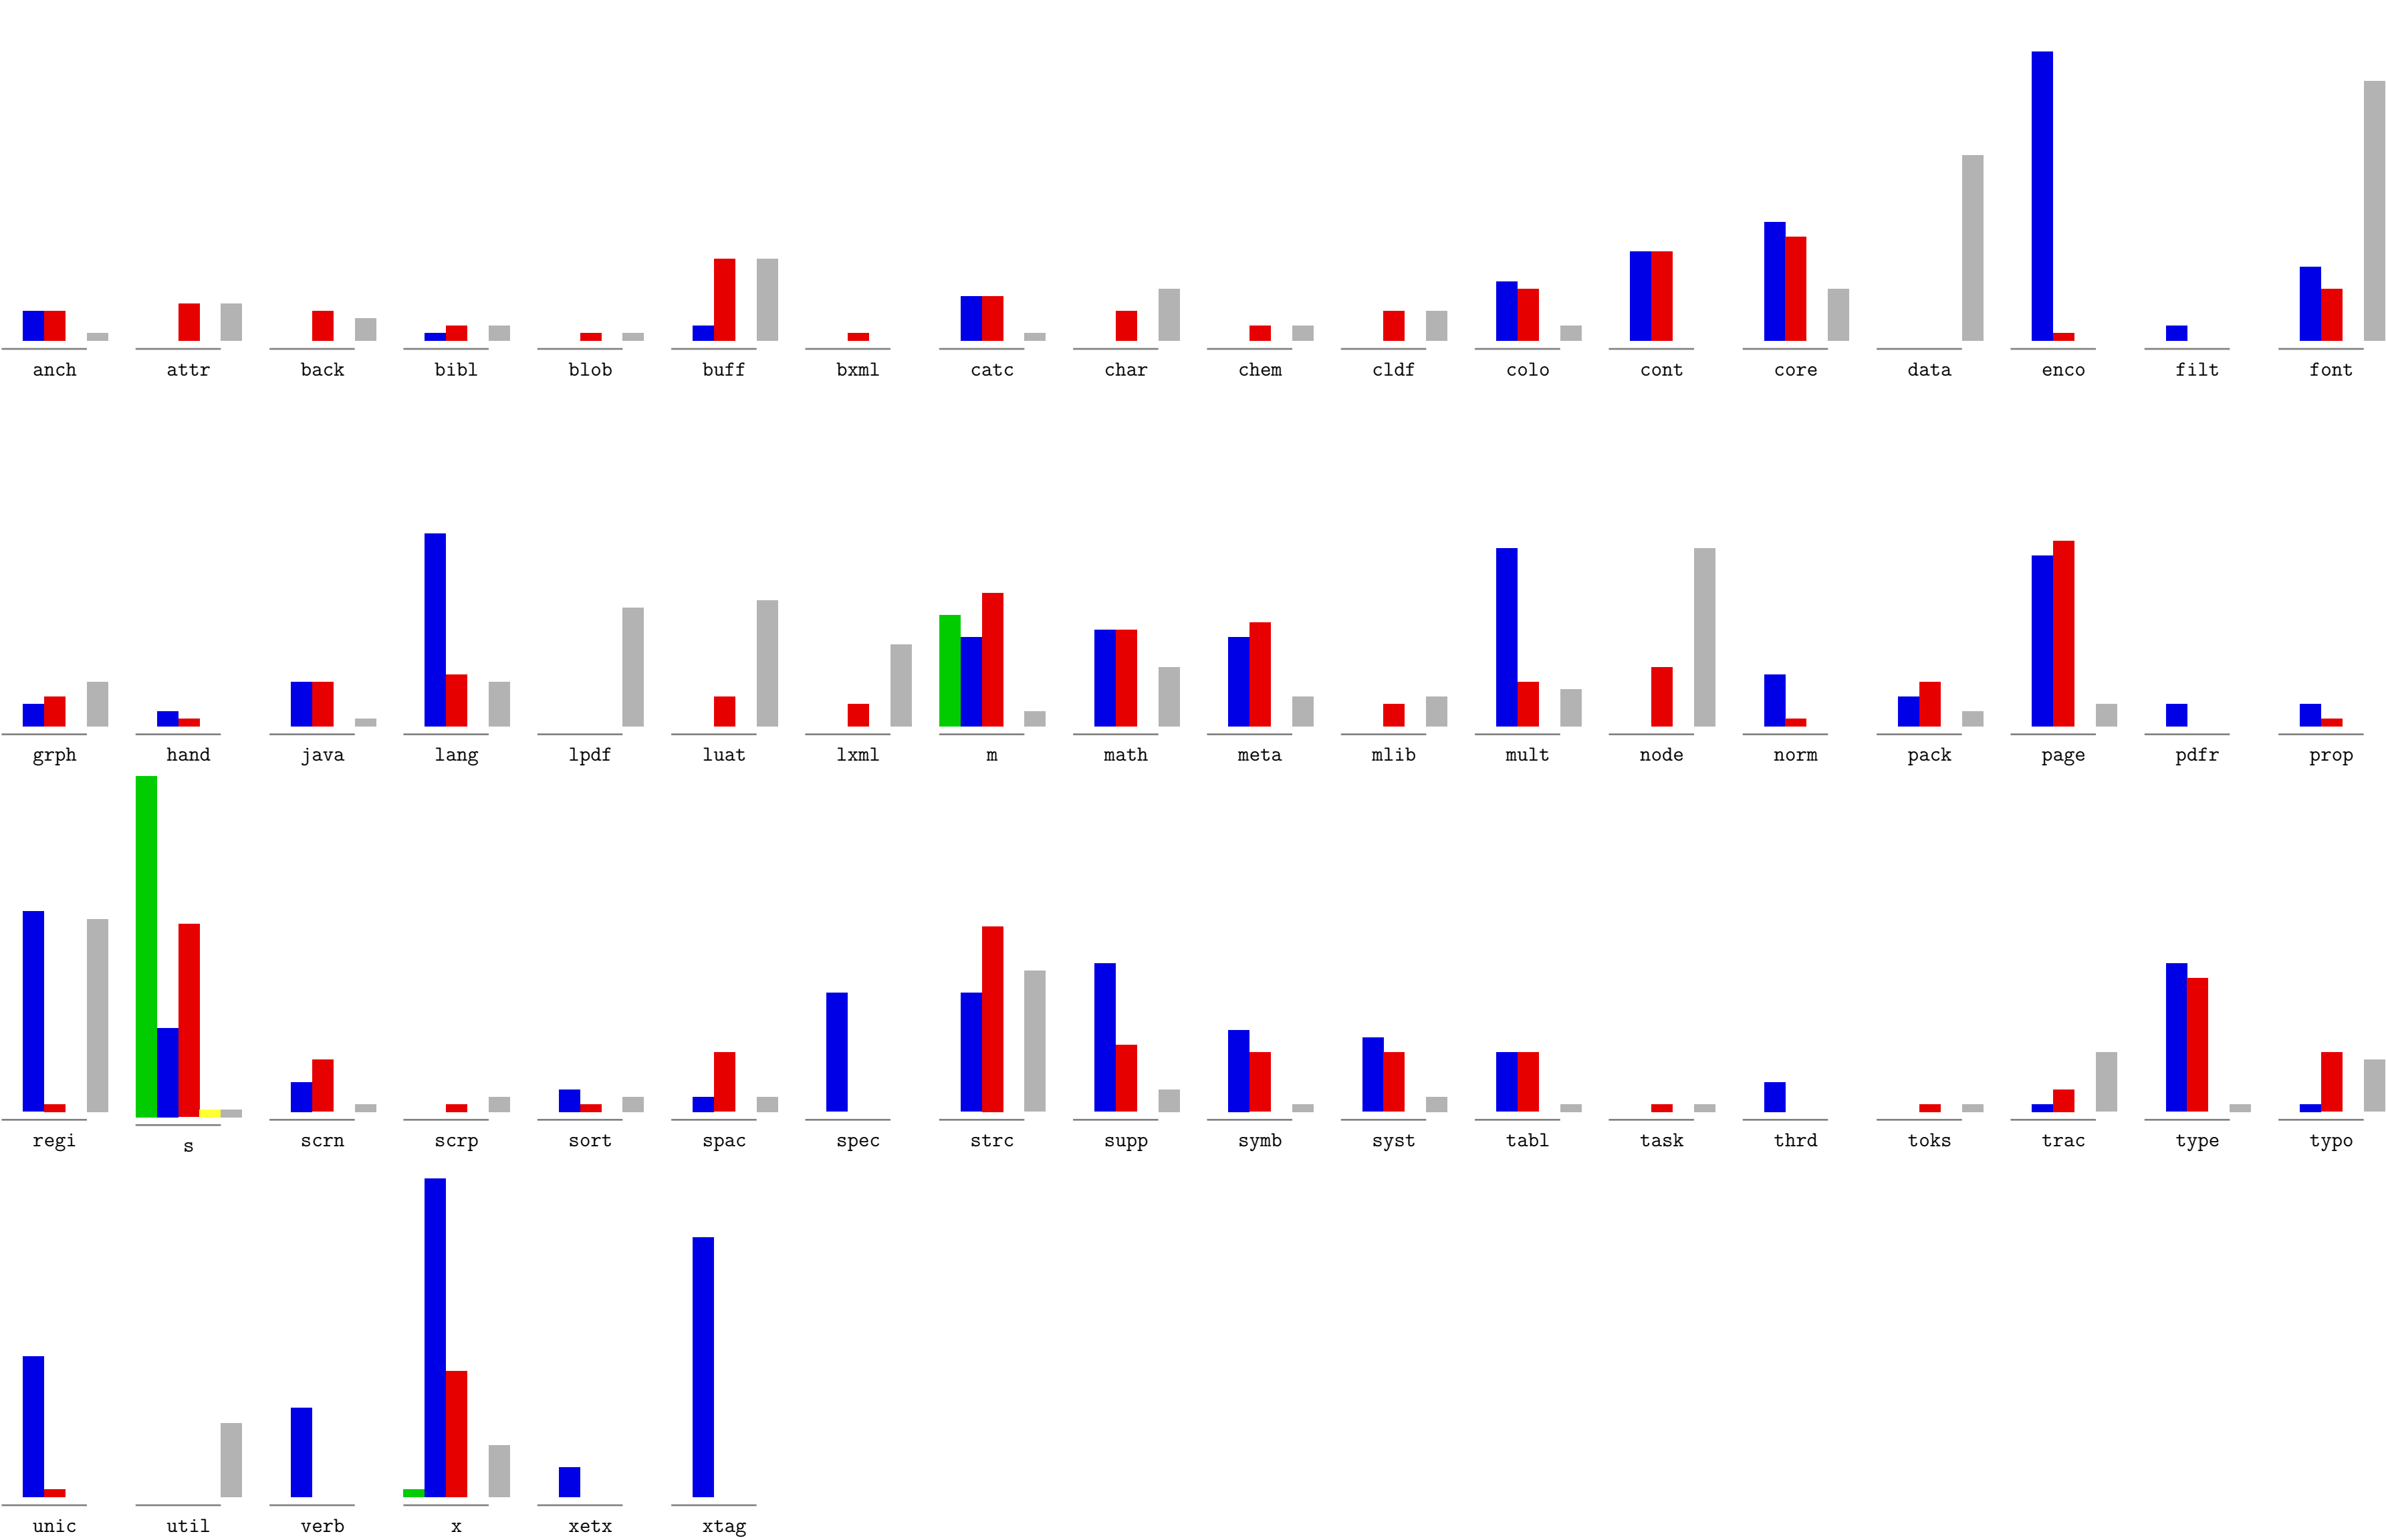 anch attr back bibl blob buff bxml catc char chem cldf colo cont core data enco filt font
grph hand java lang lpdf luat lxml m math meta mlib mult node norm pack page pdfr prop
regi s scrn scrp sort spac spec strc supp symb syst tabl task thrd toks trac type typo
unic util verb x xetx xtag